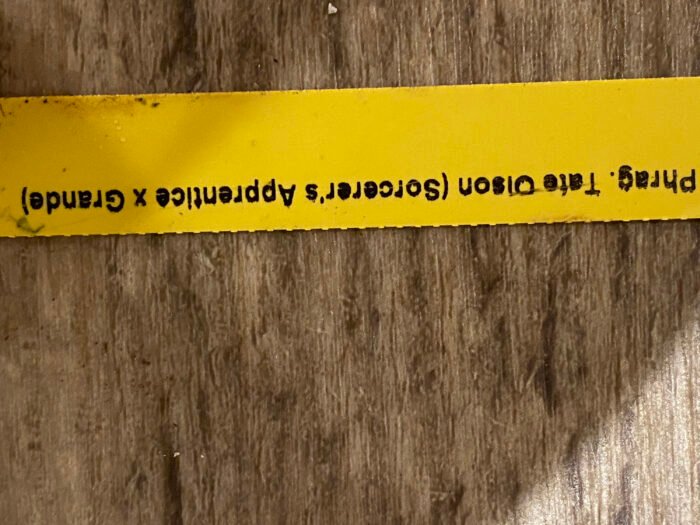 Phrag. Tate Olson (Sorcerer's Apprentice x Grande)